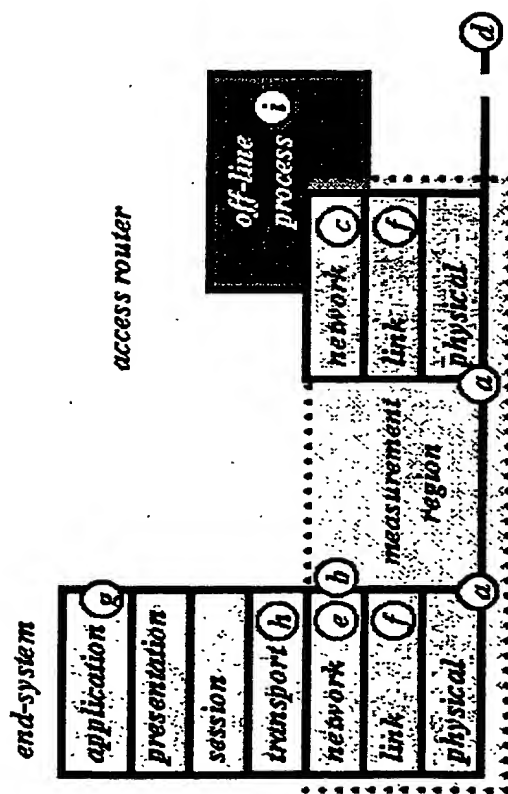 end-system
application g
presentation
session
transport h
network e
b
link f
physical
a
measurement
region
access router
off-line
process i
network c
link f
physical
a
d